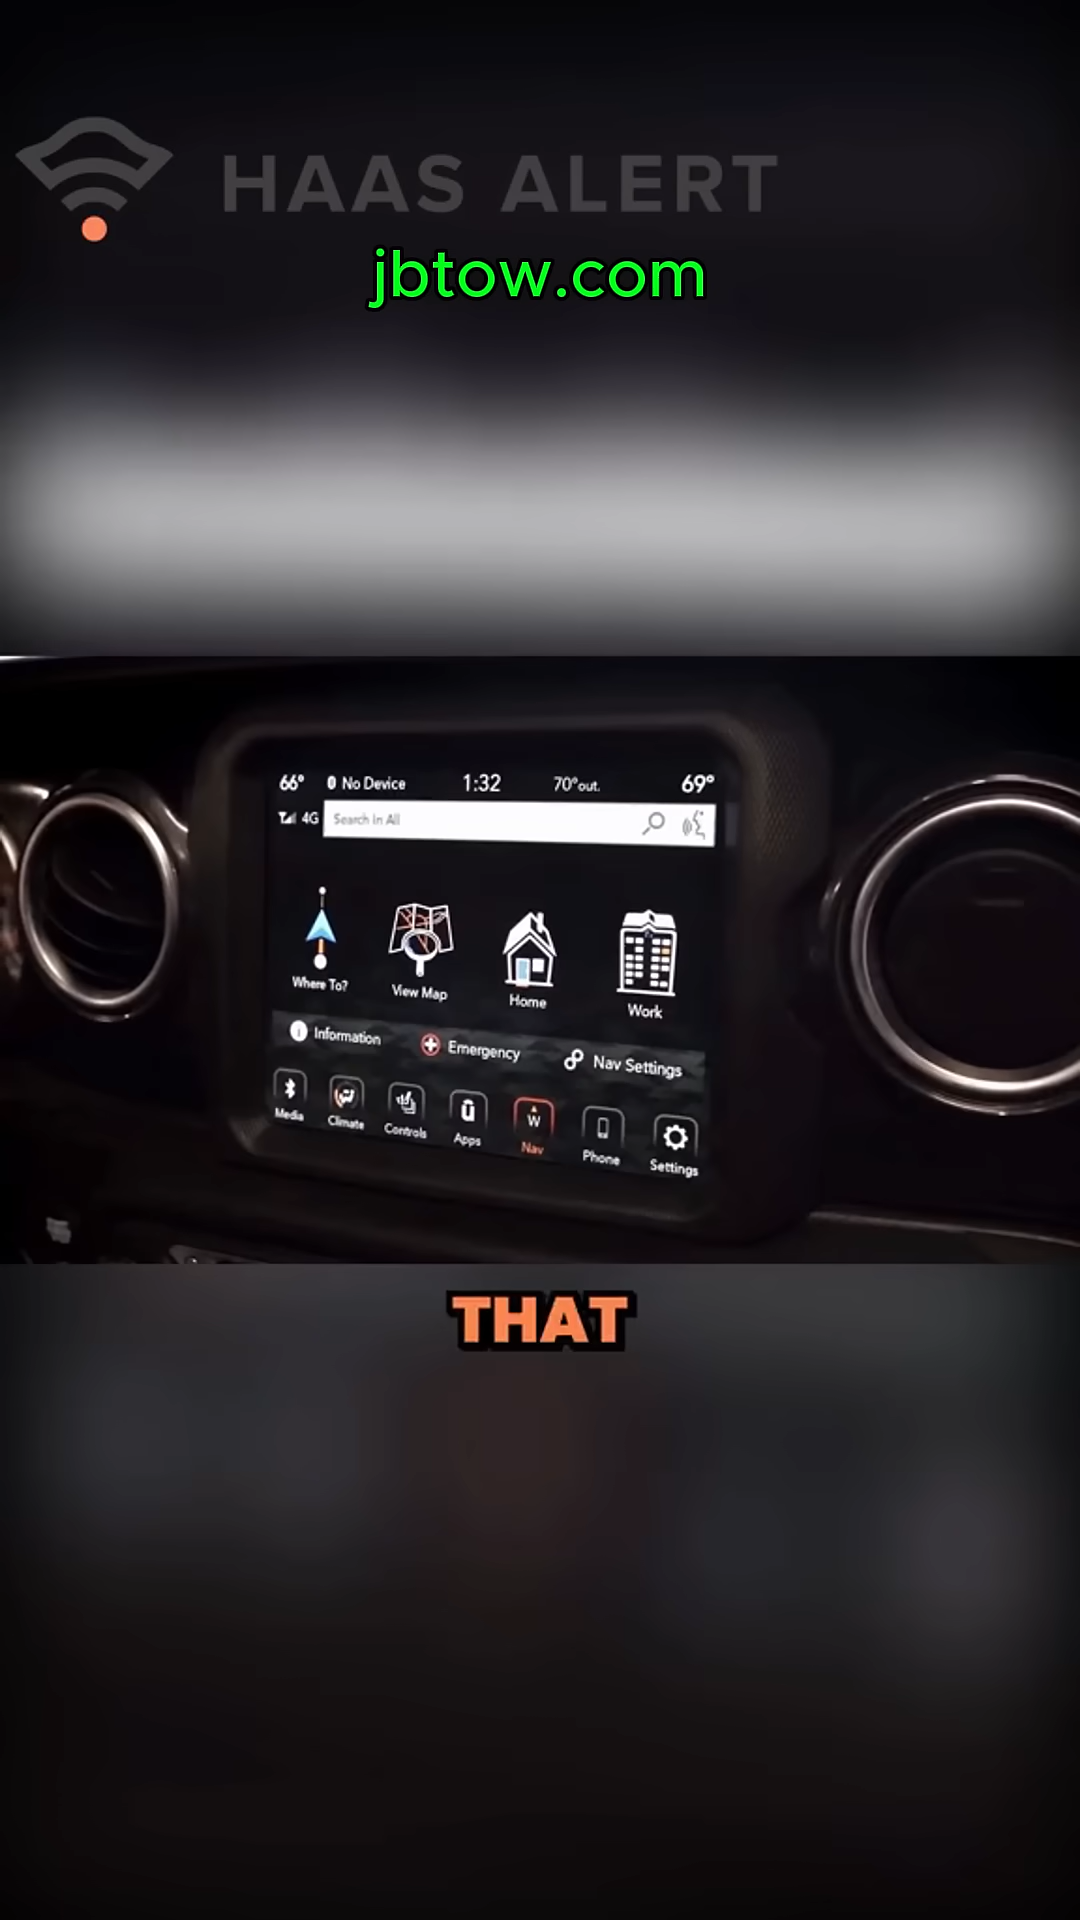 HAAS ALERT
jbtow.com
66° No Device 1:32 70°out. 69°
4G Search In All
Where To? View Map Home Work
Information Emergency Nav Settings
Media Climate Controls Apps W Nav Phone Settings
THAT